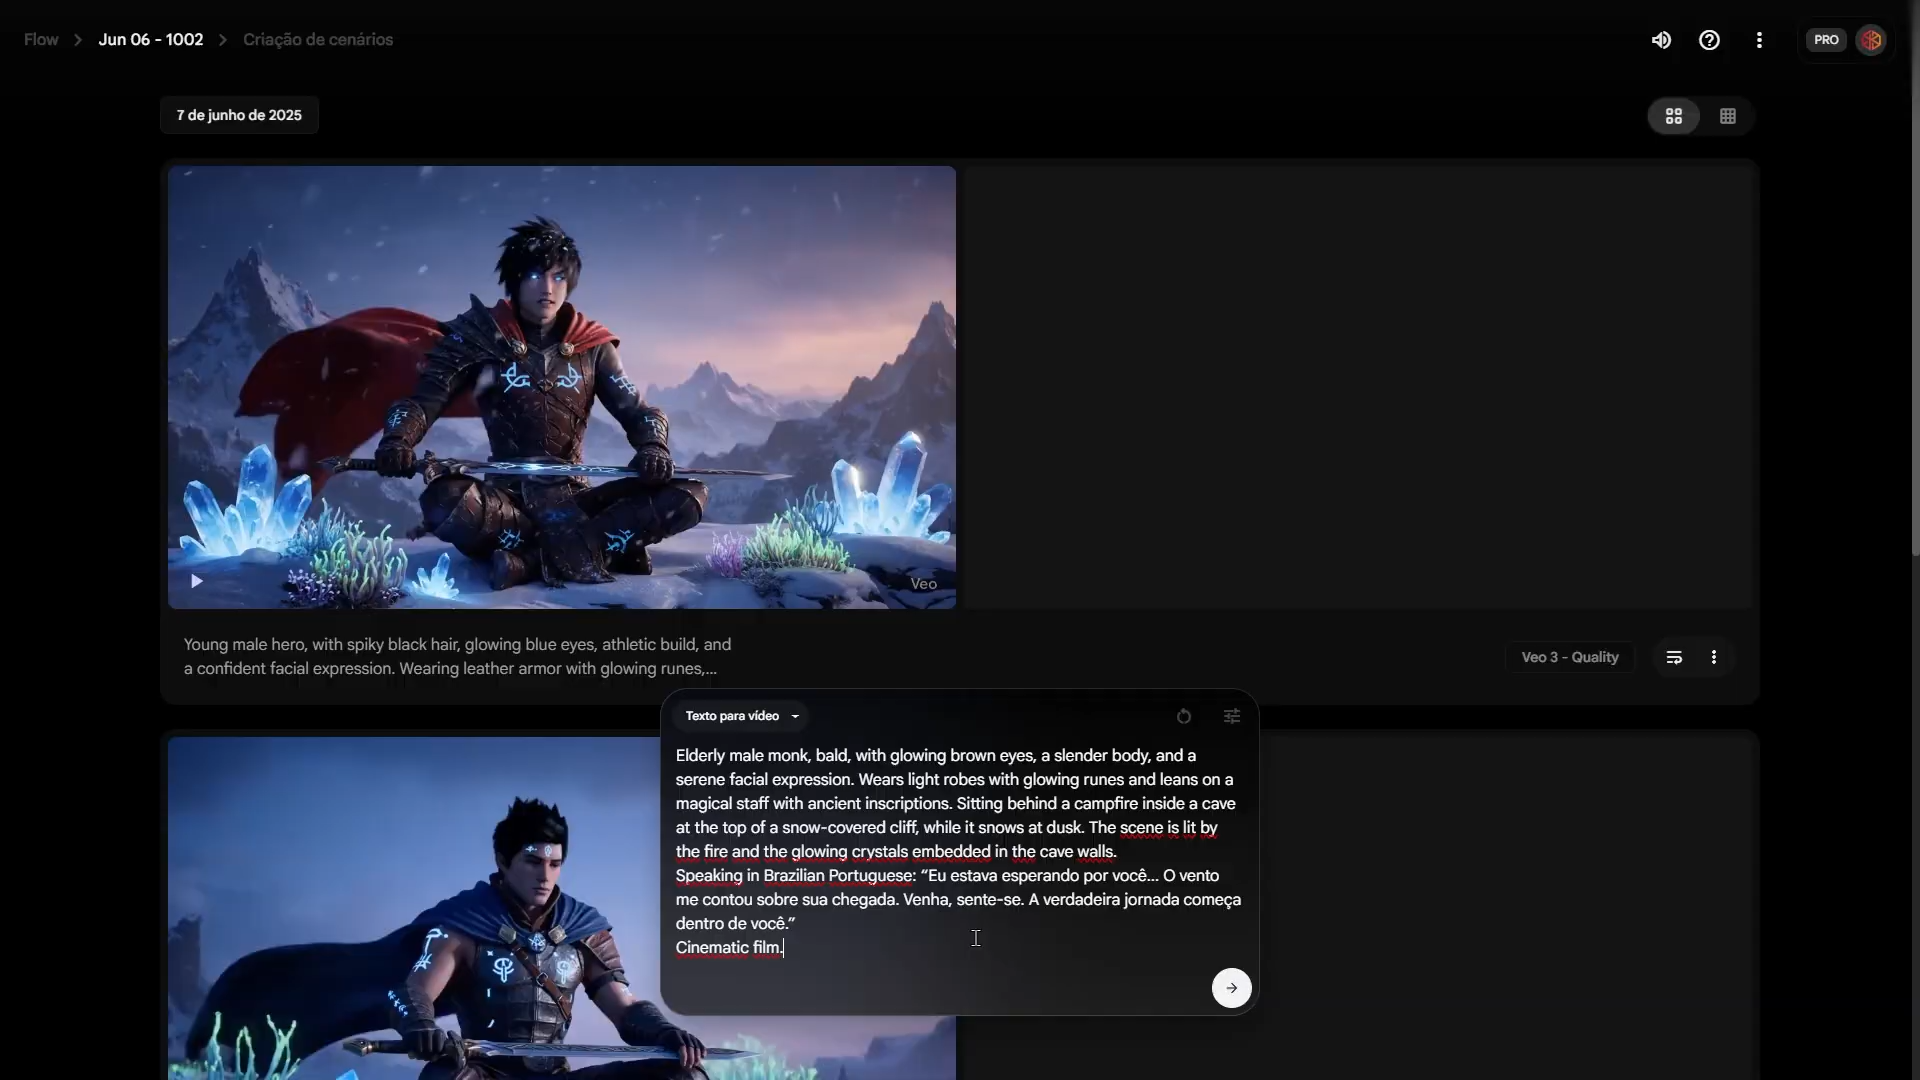 Flow > Jun 06 - 1002 > Criação de cenários
PRO
7 de junho de 2025
Veo
Young male hero, with spiky black hair, glowing blue eyes, athletic build, and
a confident facial expression. Wearing leather armor with glowing runes,...
Veo 3 - Quality
Texto para vídeo
Elderly male monk, bald, with glowing brown eyes, a slender body, and a
serene facial expression. Wears light robes with glowing runes and leans on a
magical staff with ancient inscriptions. Sitting behind a campfire inside a cave
at the top of a snow-covered cliff, while it snows at dusk. The scene is lit by
the fire and the glowing crystals embedded in the cave walls.
Speaking in Brazilian Portuguese: “Eu estava esperando por você... O vento
me contou sobre sua chegada. Venha, sente-se. A verdadeira jornada começa
dentro de você.”
Cinematic film.